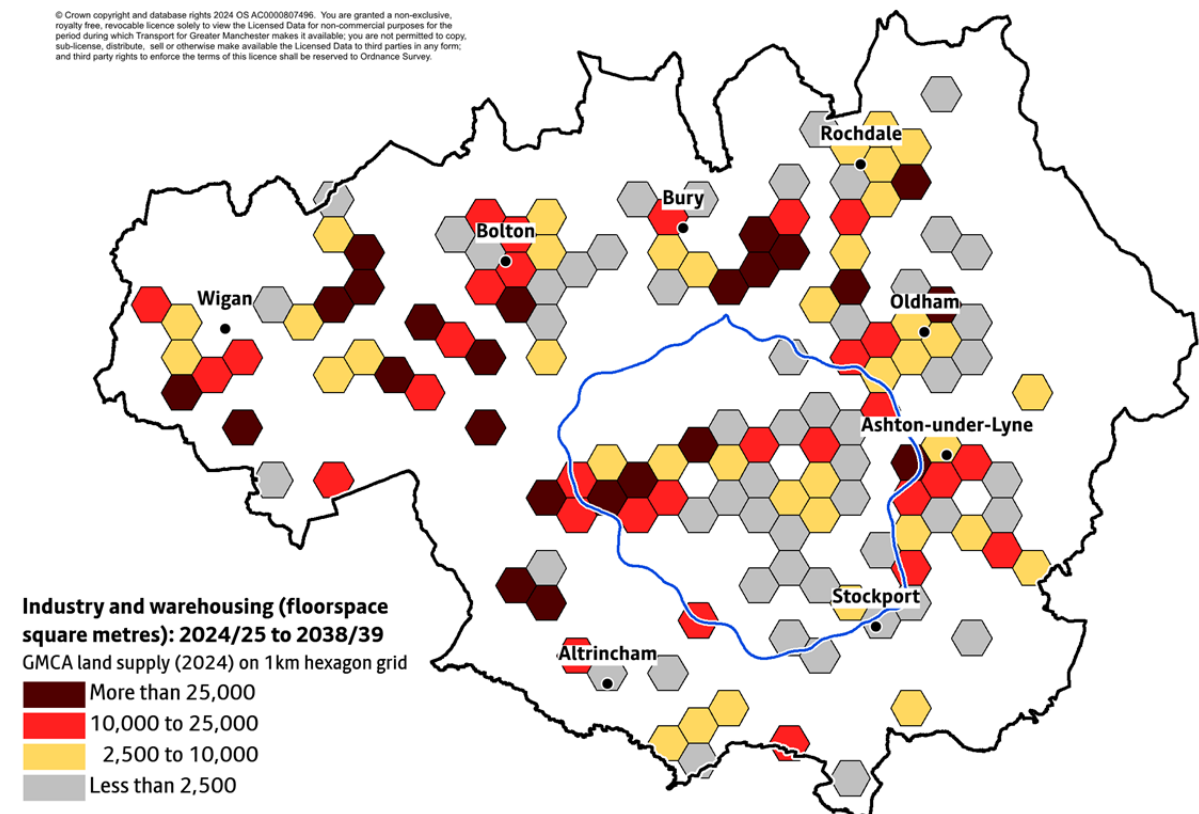 © Crown copyright and database rights 2024 OS AC0000807496.  You are granted a non-exclusive,
royalty free, revocable licence solely to view the Licensed Data for non-commercial purposes for the
period during which Transport for Greater Manchester makes it available; you are not permitted to copy,
sub-license, distribute,  sell or otherwise make available the Licensed Data to third parties in any form;
and third party rights to enforce the terms of this licence shall be reserved to Ordnance Survey.
Rochdale
Bury
Bolton
Wigan
Oldham
Ashton-under-Lyne
Stockport
Altrincham
Industry and warehousing (floorspace
square metres): 2024/25 to 2038/39
GMCA land supply (2024) on 1km hexagon grid
More than 25,000
10,000 to 25,000
2,500 to 10,000
Less than 2,500